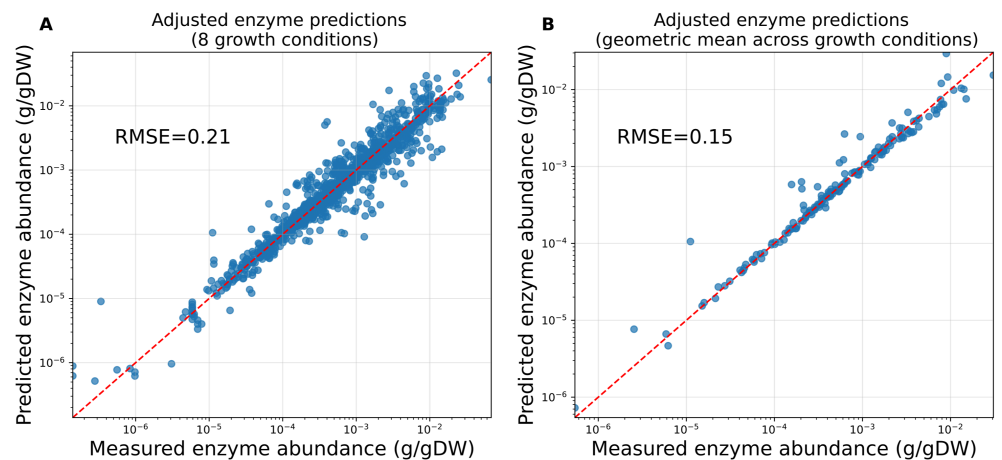 A
Adjusted enzyme predictions
(8 growth conditions)
Predicted enzyme abundance (g/gDW)
10⁻²
10⁻³
10⁻⁴
10⁻⁵
10⁻⁶
RMSE=0.21
10⁻⁶ 10⁻⁵ 10⁻⁴ 10⁻³ 10⁻²
Measured enzyme abundance (g/gDW)
B
Adjusted enzyme predictions
(geometric mean across growth conditions)
Predicted enzyme abundance (g/gDW)
10⁻²
10⁻³
10⁻⁴
10⁻⁵
10⁻⁶
RMSE=0.15
10⁻⁶ 10⁻⁵ 10⁻⁴ 10⁻³ 10⁻²
Measured enzyme abundance (g/gDW)